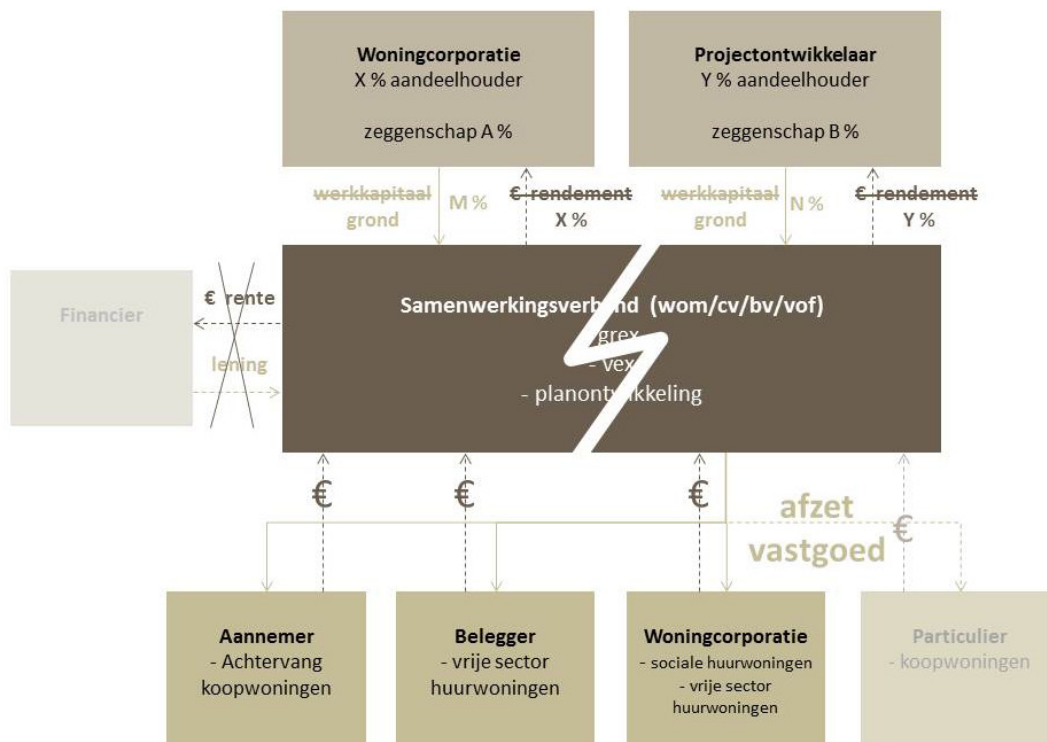 Woningcorporatie
X % aandeelhouder
zeggenschap A %
Projectontwikkelaar
Y % aandeelhouder
zeggenschap B %
werkkapitaal
grond
M %
€ rendement
X %
werkkapitaal
grond
N %
€ rendement
Y %
Financier
€ rente
lening
Samenwerkingsverband (wom/cv/bv/vof)
grex
- vex
- planontwikkeling
€
€
€
€
afzet
vastgoed
Aannemer
- Achtervang
koopwoningen
Belegger
- vrije sector
huurwoningen
Woningcorporatie
- sociale huurwoningen
- vrije sector
huurwoningen
Particulier
- koopwoningen